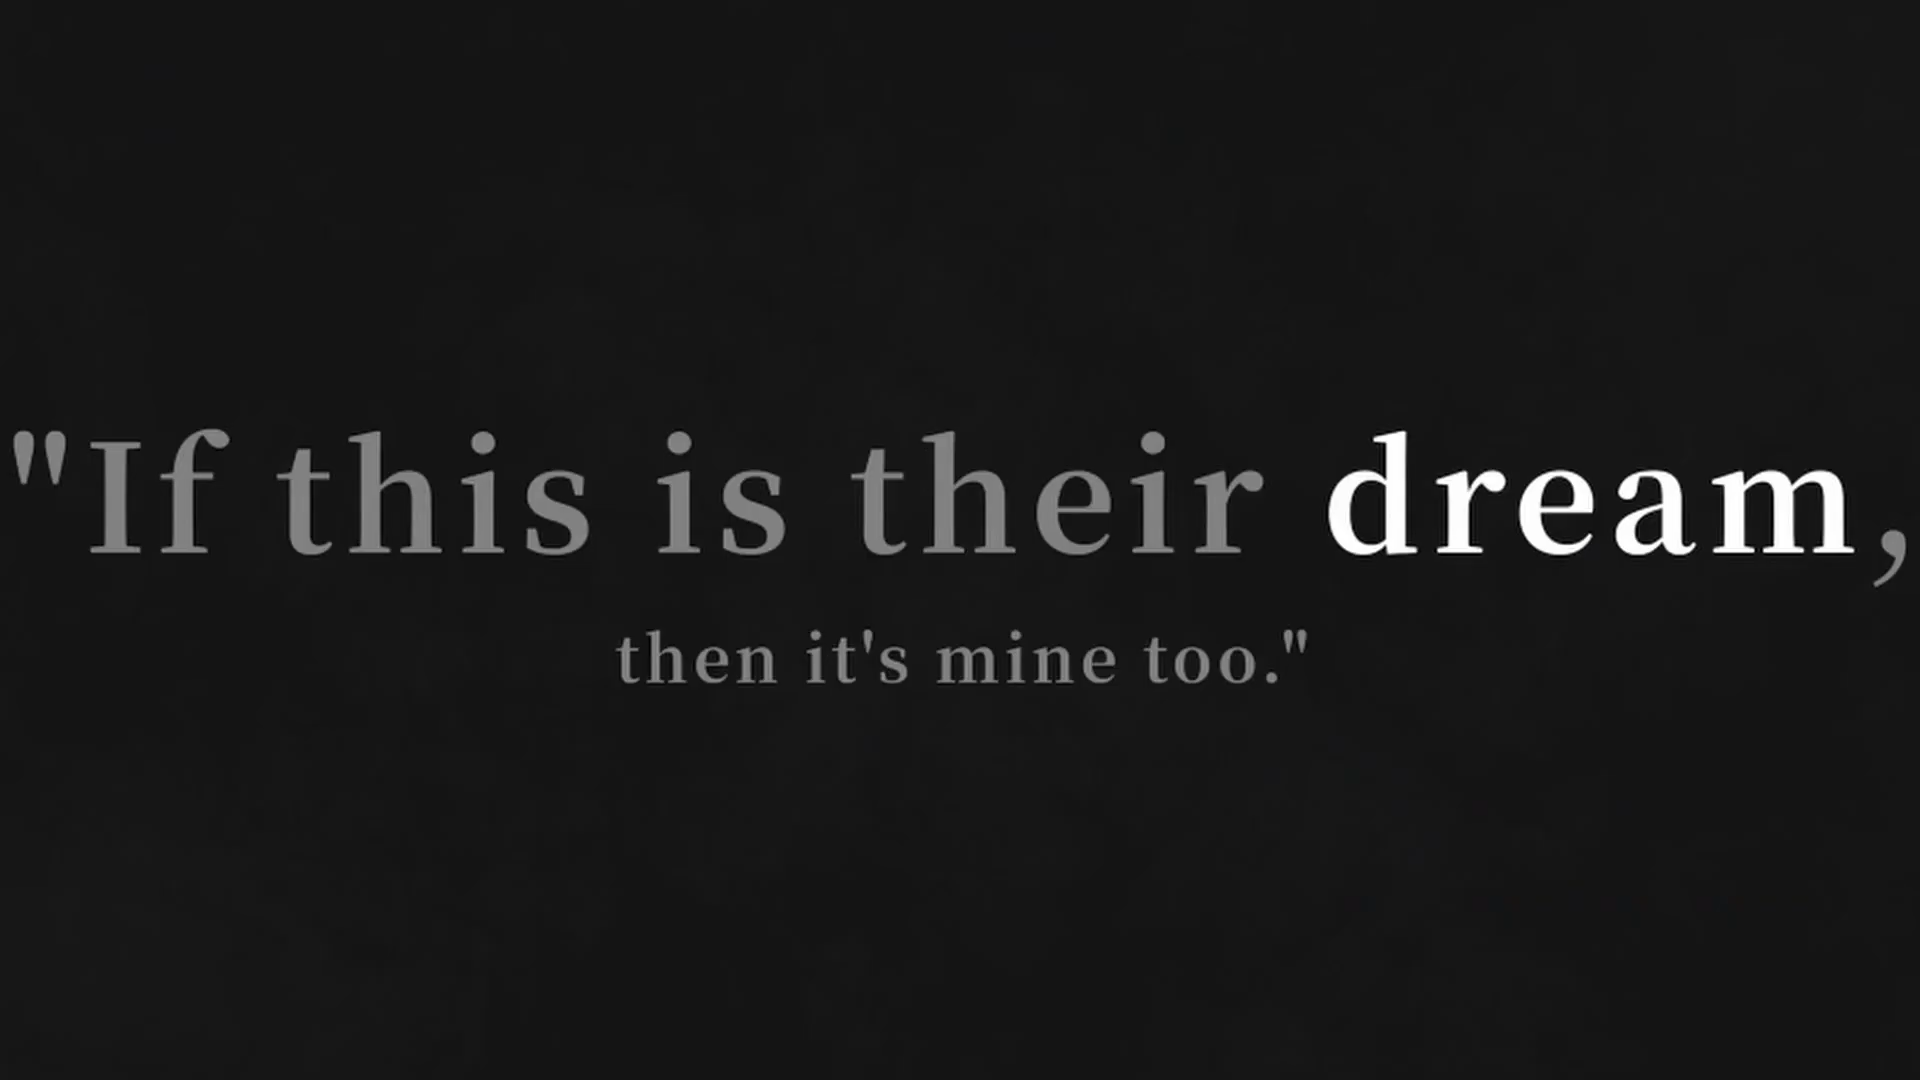 "If this is their dream,
then it's mine too."